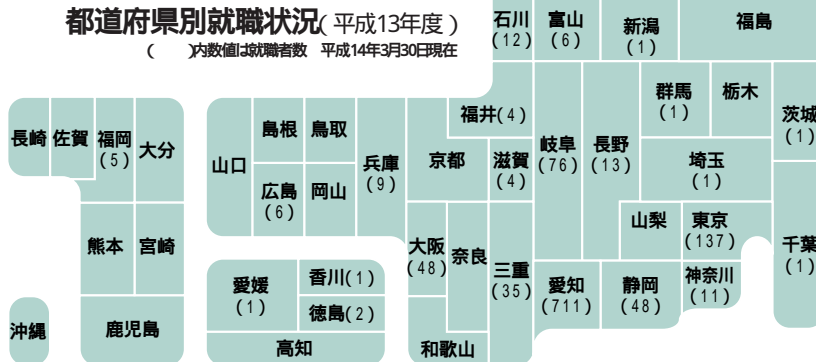 都道府県別就職状況(平成13年度)
(　　)内数値は就職者数　平成14年3月30日現在
石川
(12)
富山
(6)
新潟
(1)
福島
福井(4)
群馬
(1)
栃木
茨城
(1)
長崎
佐賀
福岡
(5)
大分
山口
島根
鳥取
兵庫
(9)
京都
滋賀
(4)
岐阜
(76)
長野
(13)
埼玉
(1)
広島
(6)
岡山
山梨
東京
(137)
千葉
(1)
熊本
宮崎
大阪
(48)
奈良
三重
(35)
愛知
(711)
静岡
(48)
神奈川
(11)
愛媛
(1)
香川(1)
徳島(2)
高知
和歌山
沖縄
鹿児島